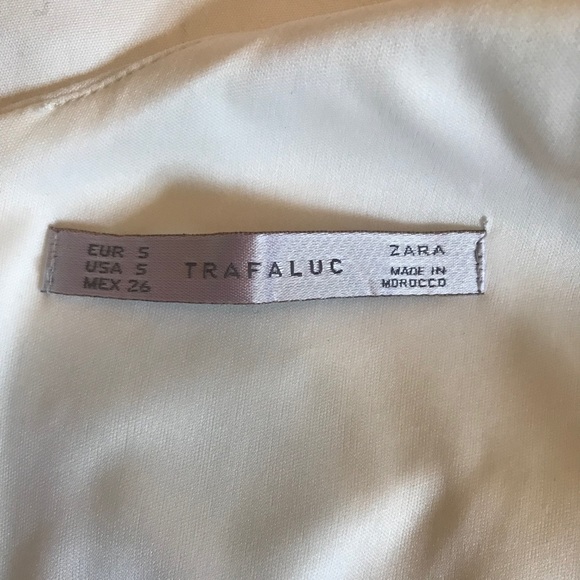 EUR S
USA S
MEX 26
TRAFALUC
ZARA
MADE IN
MOROCCO